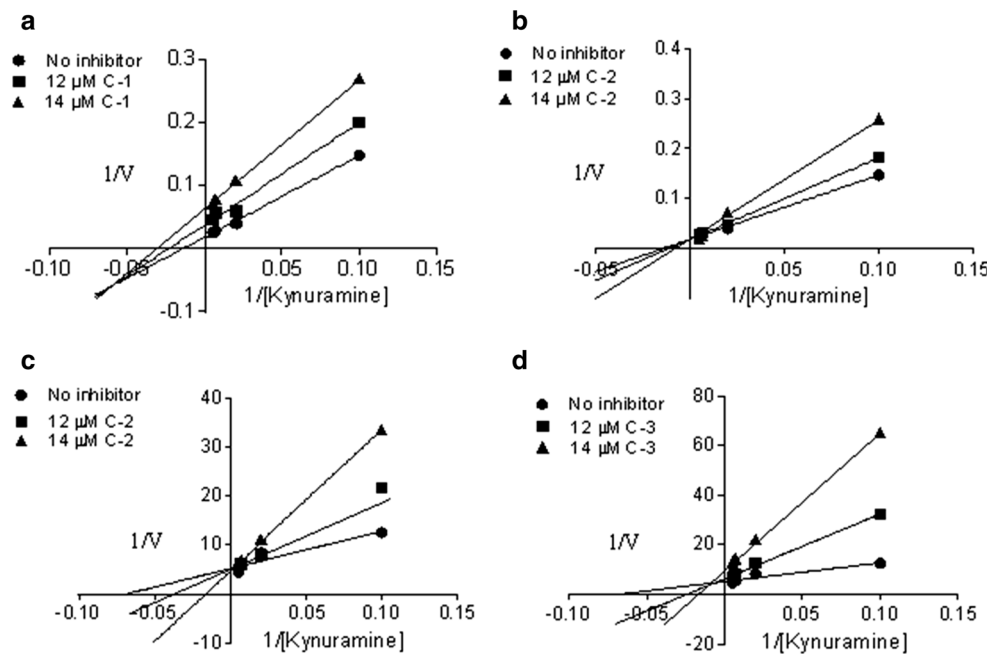 a
No inhibitor
12 µM C-1
14 µM C-1
0.3
0.2
0.1
-0.1
1/V
-0.10
-0.05
0.05
0.10
0.15
1/[Kynuramine]
b
No inhibitor
12 µM C-2
14 µM C-2
0.4
0.3
0.2
0.1
-0.1
1/V
-0.05
0.05
0.10
0.15
1/[Kynuramine]
c
No inhibitor
12 µM C-2
14 µM C-2
40
30
20
10
-10
1/V
-0.10
-0.05
0.05
0.10
0.15
1/[Kynuramine]
d
No inhibitor
12 µM C-3
14 µM C-3
80
60
40
20
-20
1/V
-0.10
-0.05
0.05
0.10
0.15
1/[Kynuramine]